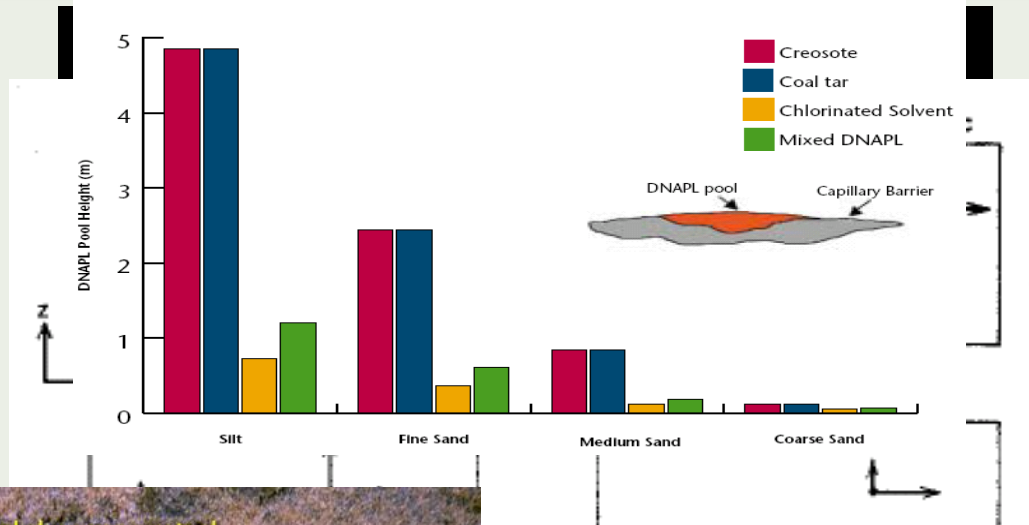 5
Creosote
Coal tar
Chlorinated Solvent
Mixed DNAPL
4
3
2
1
0
DNAPL Pool Height (m)
DNAPL pool
Capillary Barrier
Z
Silt
Fine Sand
Medium Sand
Coarse Sand